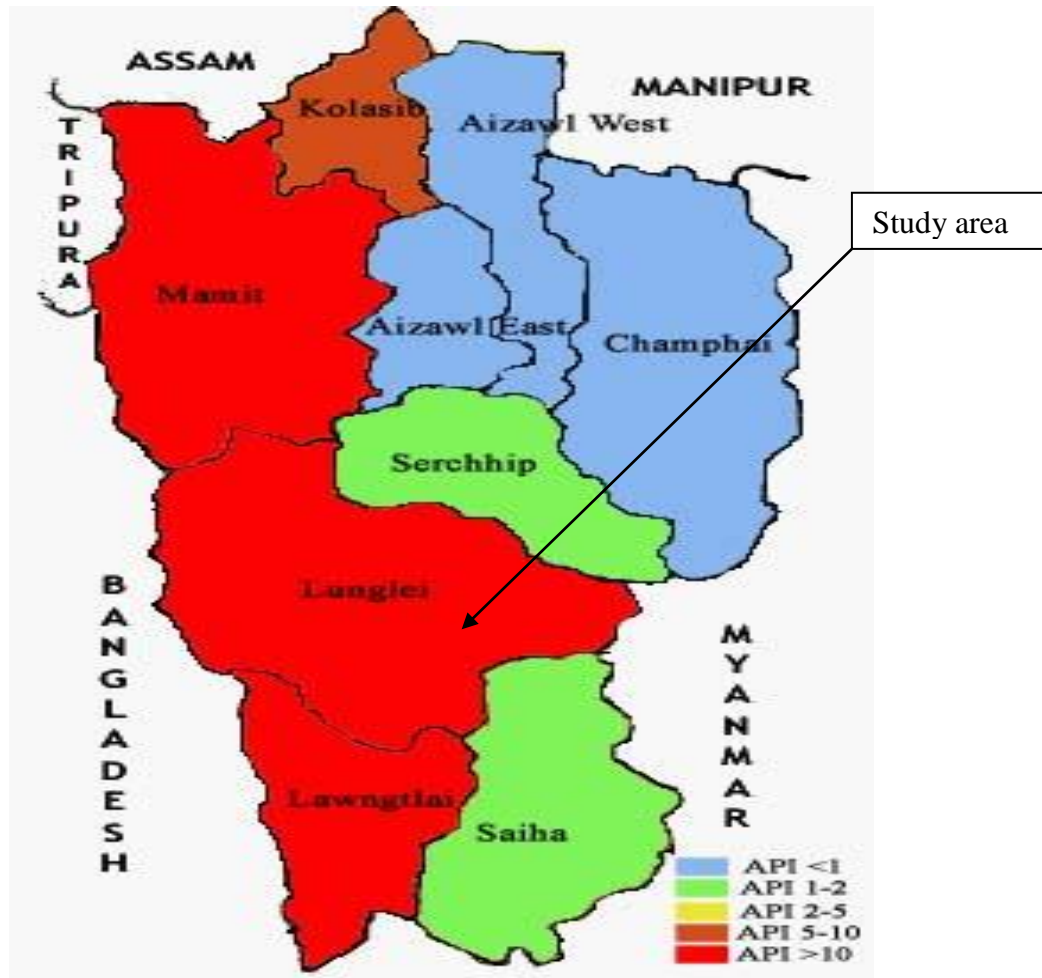 ASSAM
MANIPUR
TRIPURA
Kolasib
Aizawl West
Study area
Mamit
Aizawl East
Champhai
Serchhip
Lunglei
BANGLADESH
MYANMAR
Lawngtlai
Saiha
API <1
API 1-2
API 2-5
API 5-10
API >10